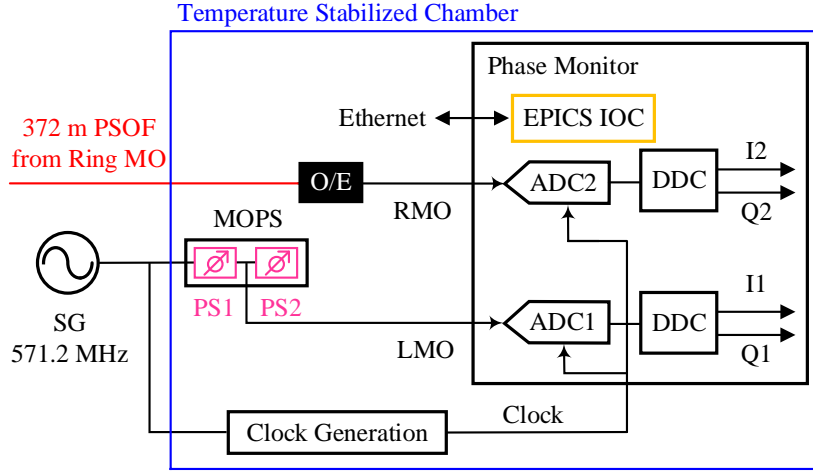 Temperature Stabilized Chamber
Phase Monitor
Ethernet
EPICS IOC
372 m PSOF
from Ring MO
O/E
RMO
ADC2
DDC
I2
Q2
MOPS
PS1
PS2
SG
571.2 MHz
LMO
ADC1
DDC
I1
Q1
Clock Generation
Clock